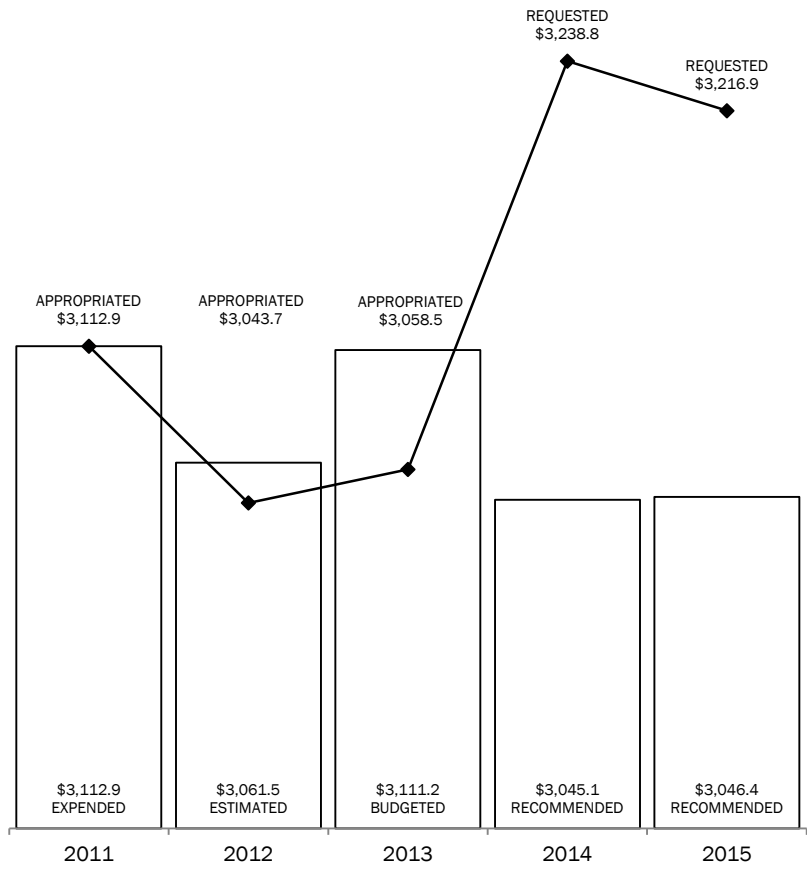 REQUESTED
$3,238.8
REQUESTED
$3,216.9
APPROPRIATED
$3,112.9
APPROPRIATED
$3,043.7
APPROPRIATED
$3,058.5
$3,112.9
EXPENDED
$3,061.5
ESTIMATED
$3,111.2
BUDGETED
$3,045.1
RECOMMENDED
$3,046.4
RECOMMENDED
2011
2012
2013
2014
2015